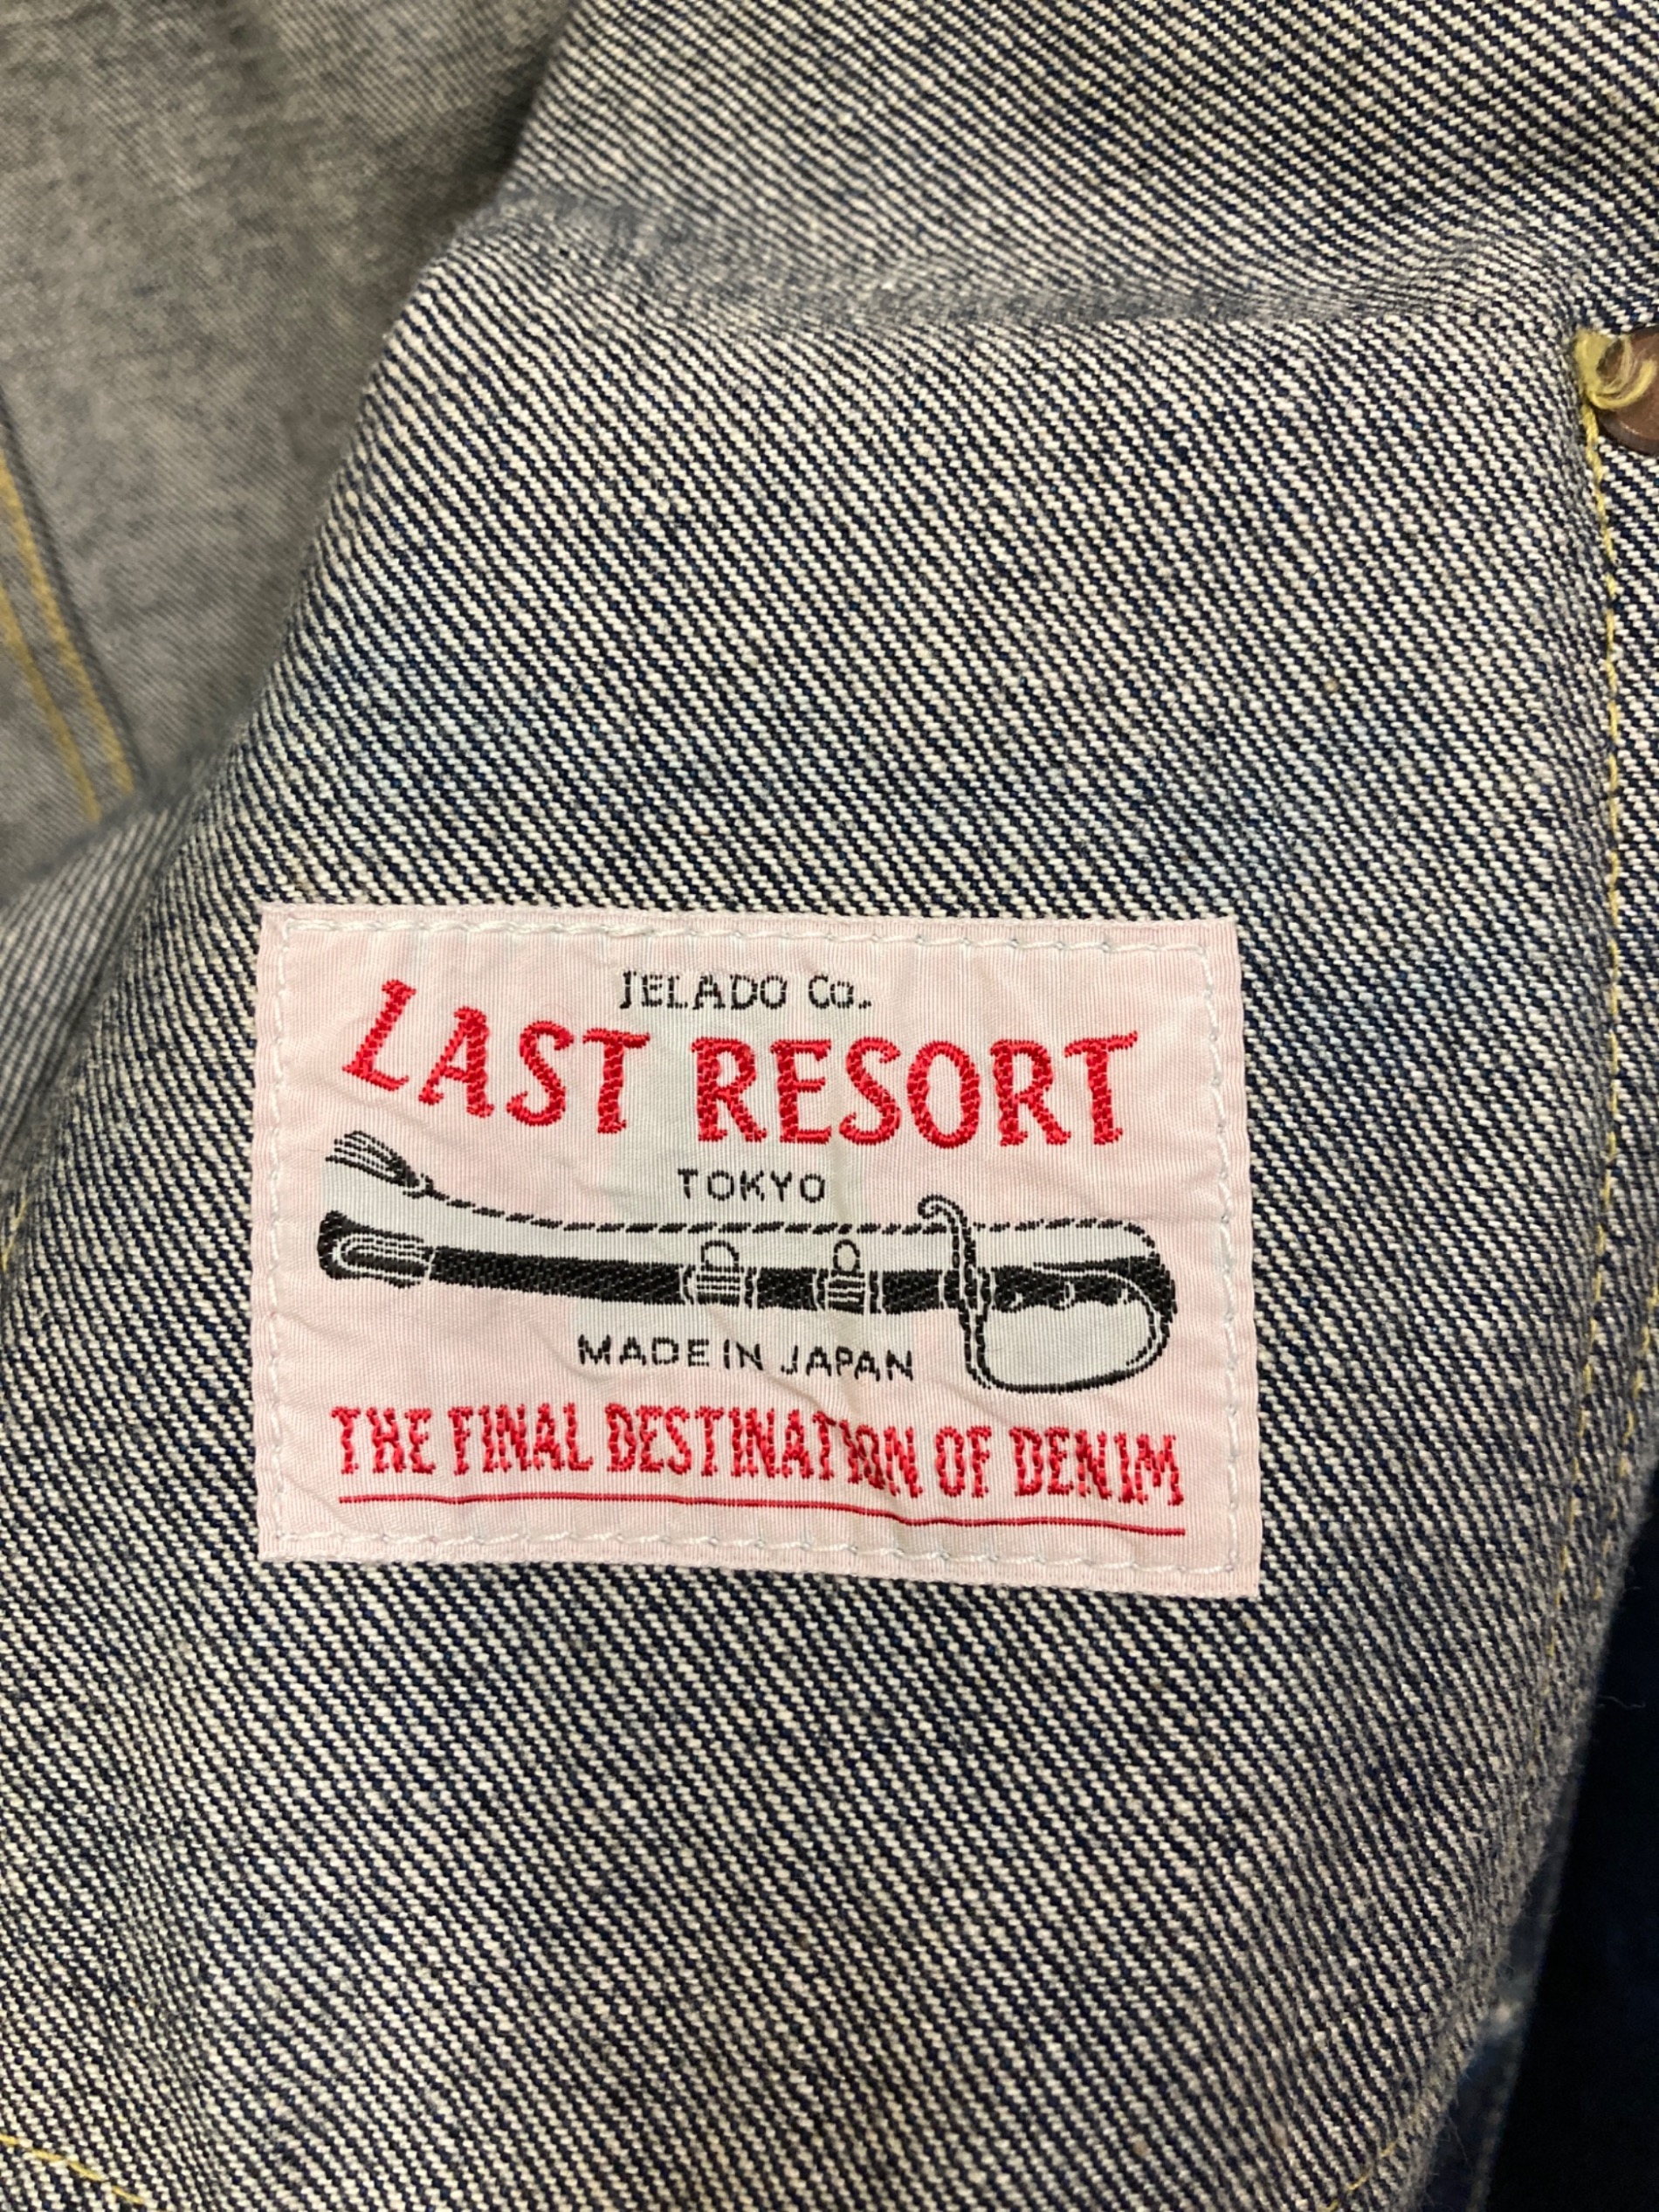 JELADO Co.
LAST RESORT
TOKYO
MADE IN JAPAN
THE FINAL DESTINATION OF DENIM